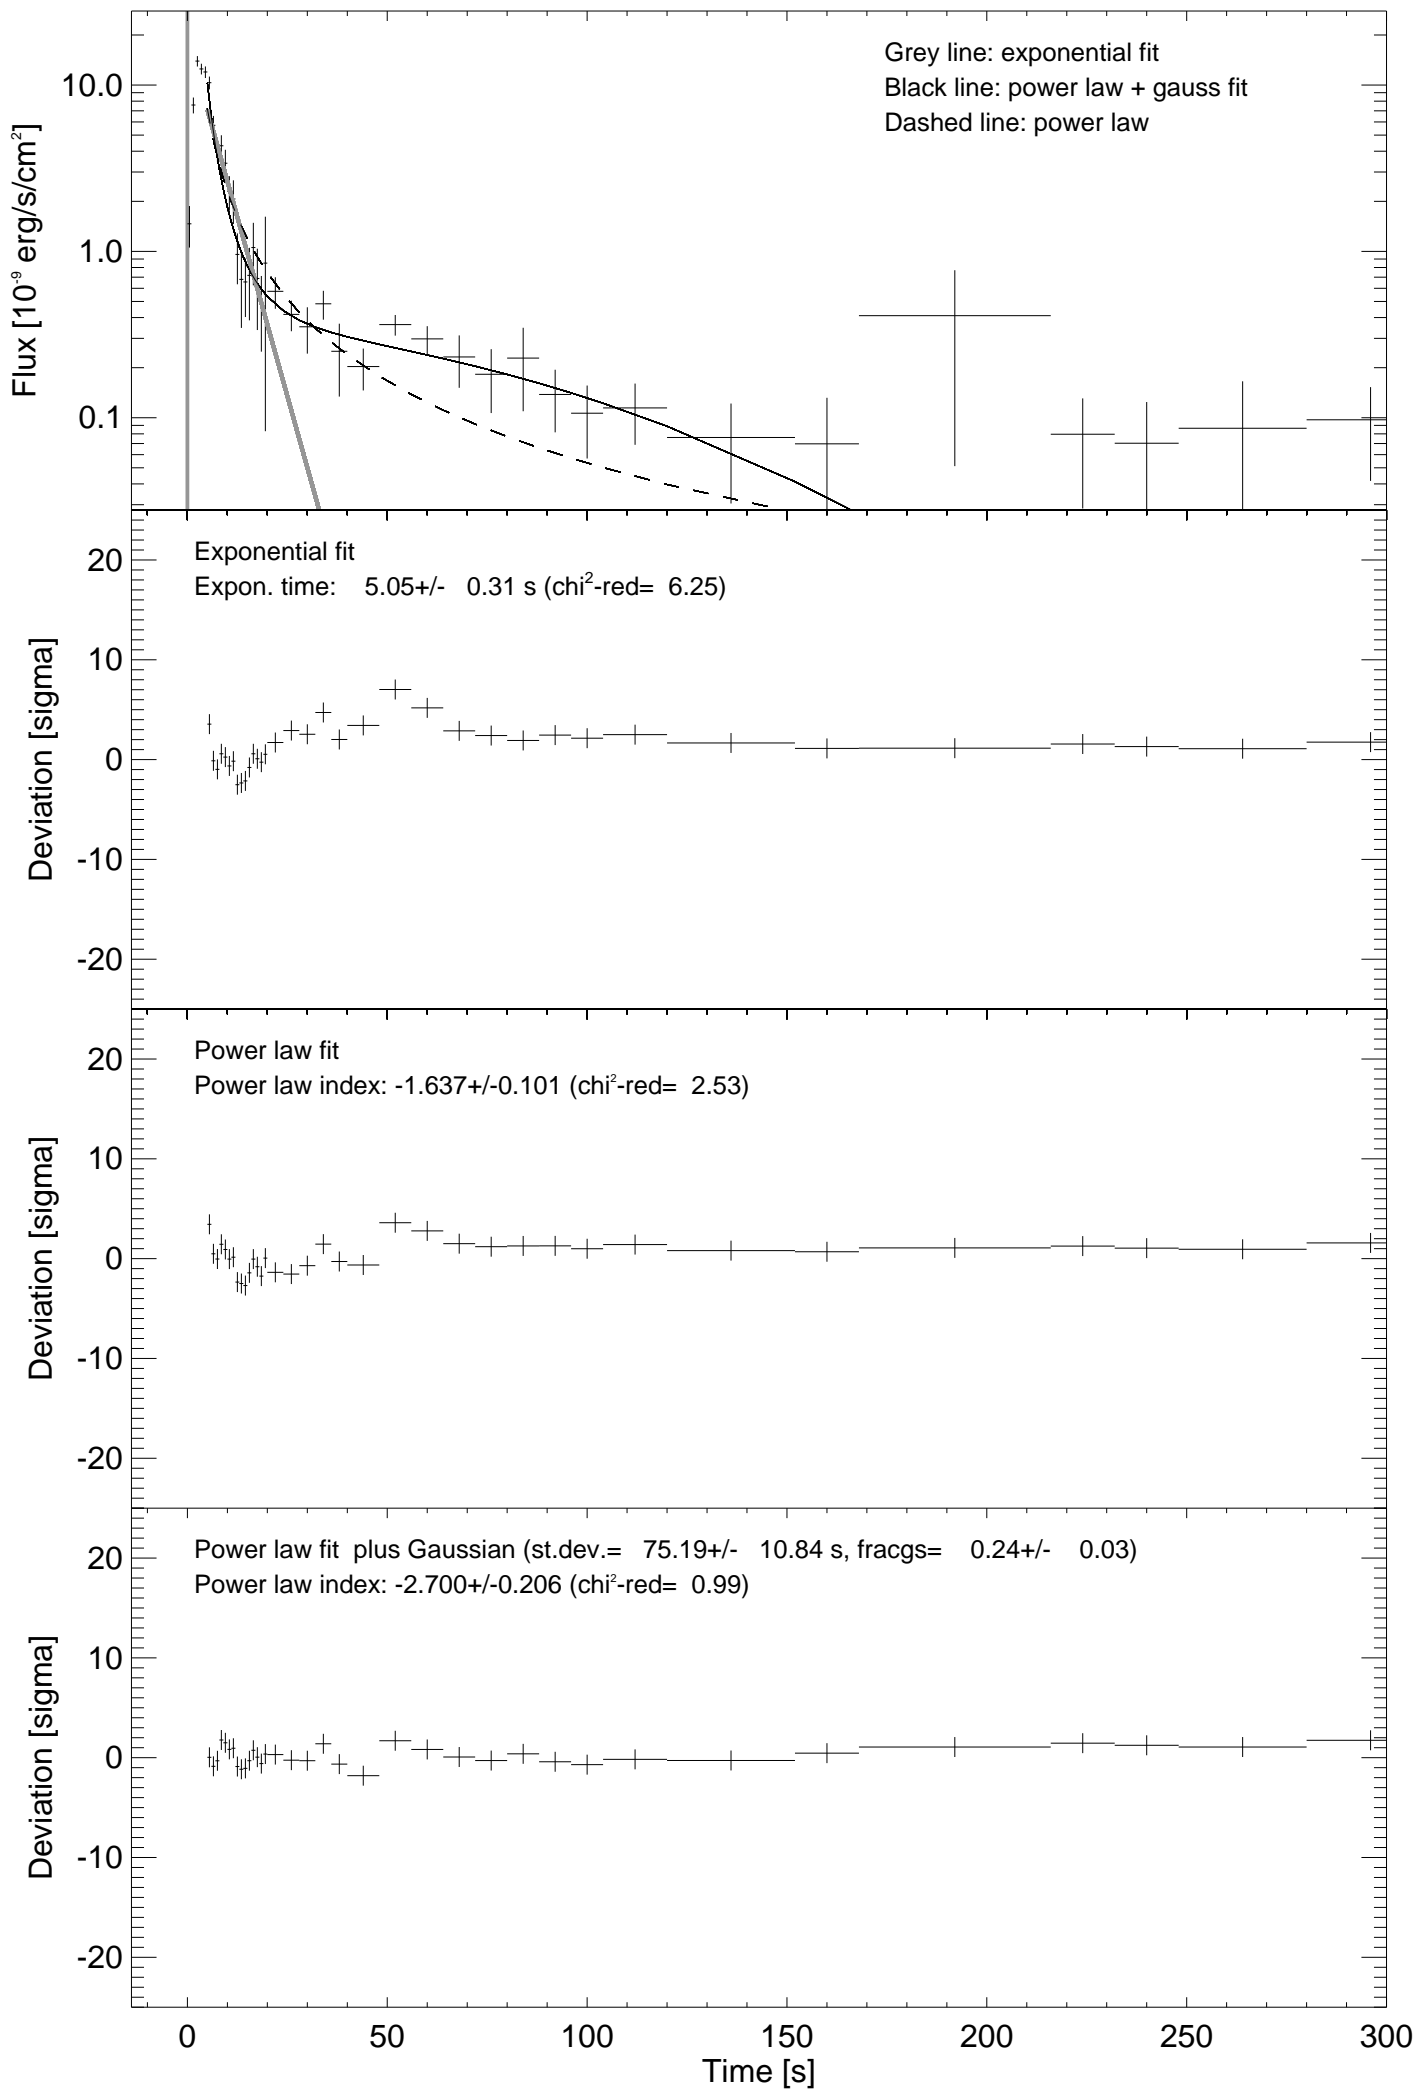 Grey line: exponential fit
Black line: power law + gauss fit
Dashed line: power law
10.0
1.0
0.1
Flux [10⁻⁹ erg/s/cm²]
Exponential fit
Expon. time: 5.05+/- 0.31 s (chi²-red= 6.25)
20
10
0
-10
-20
Deviation [sigma]
Power law fit
Power law index: -1.637+/-0.101 (chi²-red= 2.53)
20
10
0
-10
-20
Deviation [sigma]
Power law fit plus Gaussian (st.dev.= 75.19+/- 10.84 s, fracgs= 0.24+/- 0.03)
Power law index: -2.700+/-0.206 (chi²-red= 0.99)
20
10
0
-10
-20
Deviation [sigma]
0 50 100 150 200 250 300
Time [s]